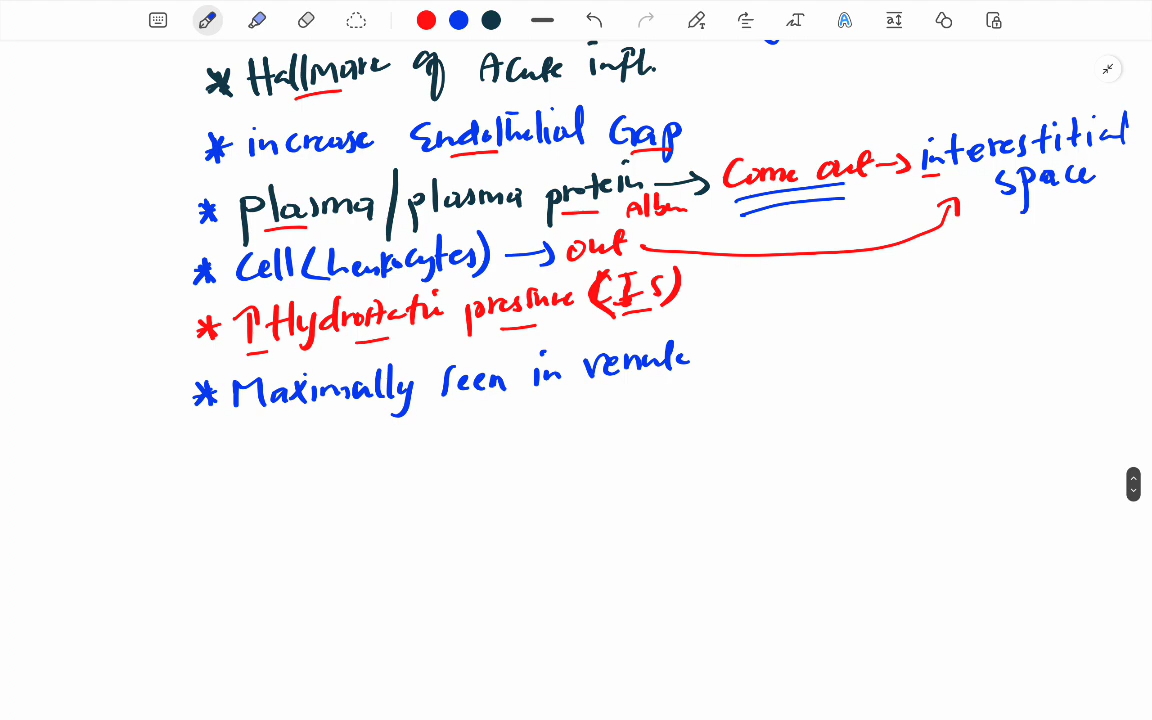 * Hallmark of Acute infl.
* increase Endothelial Gap
* Plasma/plasma protein → Come out → interestitial space
Album
* Cell (Leukocytes) → out
* ↑ Hydrostatic pressure (IS)
* Maximally seen in venule